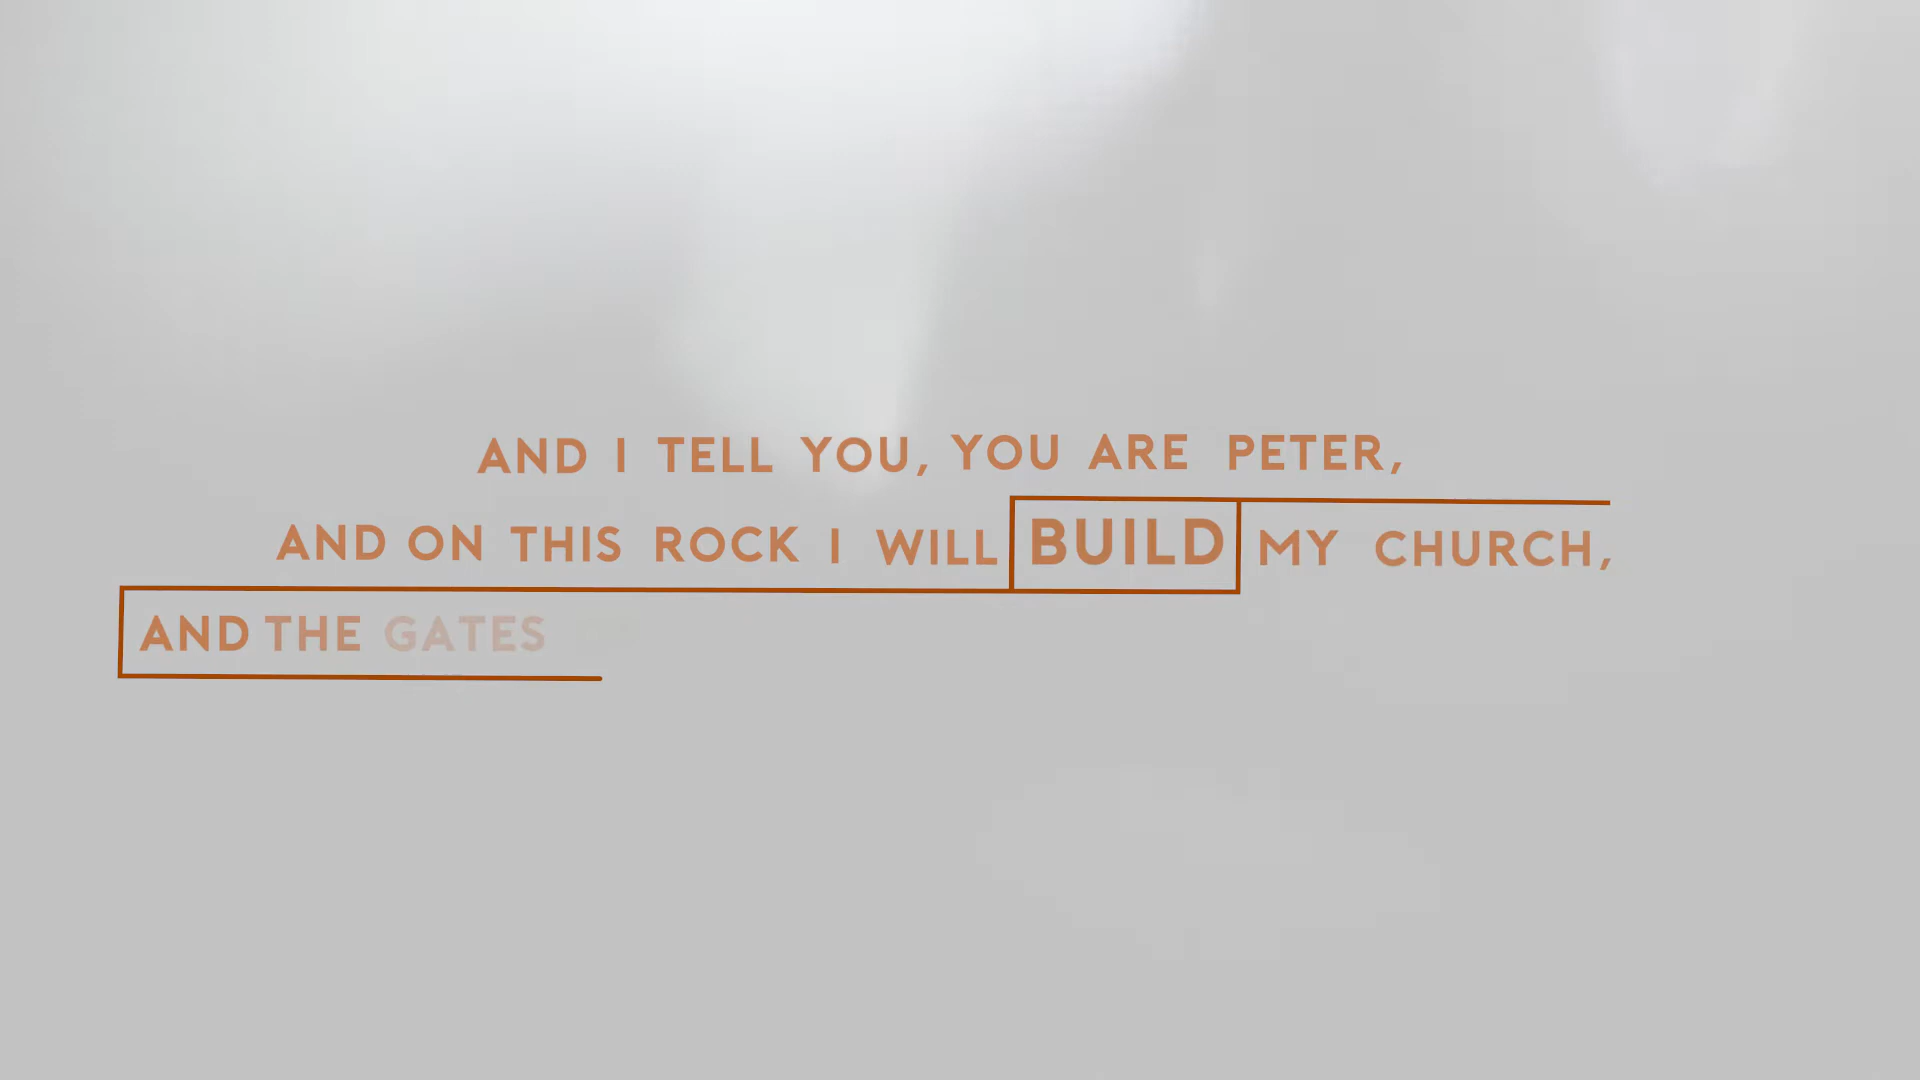 AND I TELL YOU, YOU ARE PETER,
AND ON THIS ROCK I WILL BUILD MY CHURCH,
AND THE GATES